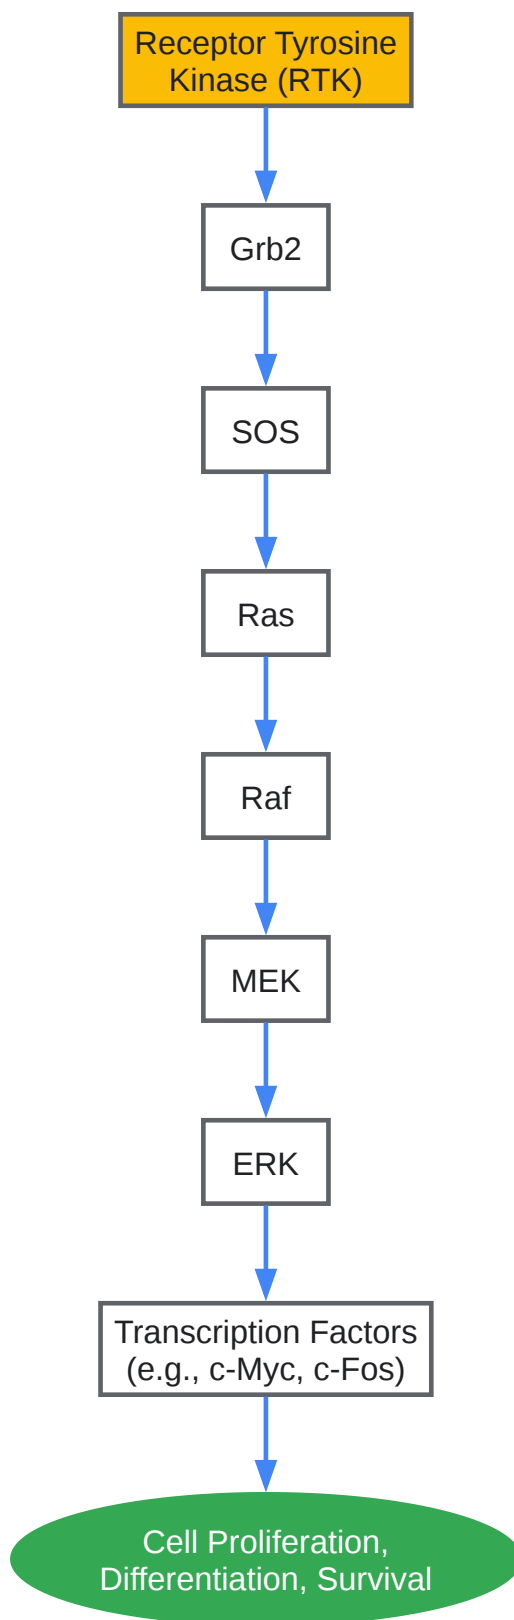 Receptor Tyrosine
Kinase (RTK)
Grb2
SOS
Ras
Raf
MEK
ERK
Transcription Factors
(e.g., c-Myc, c-Fos)
Cell Proliferation,
Differentiation, Survival